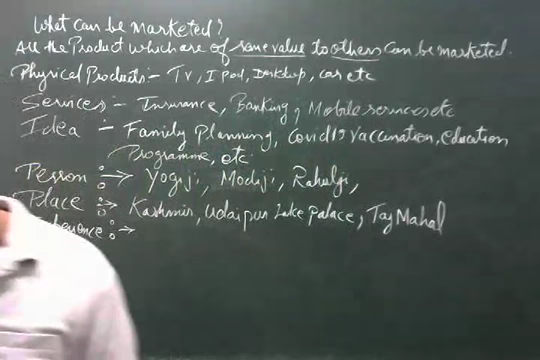 What can be marketed?
All the Product which are of some value to others can be marketed.
Physical Products:- TV, I Pod, car etc
Services:- Insurance, Banking, Mobile services etc
Idea :- Family Planning, Covid19 Vaccination, education
Programme, etc.
Person :→ Yogiji, Modiji, Rahulji,
Place :→ Kashmir, Udaipur Lake Palace, Taj Mahal
:→